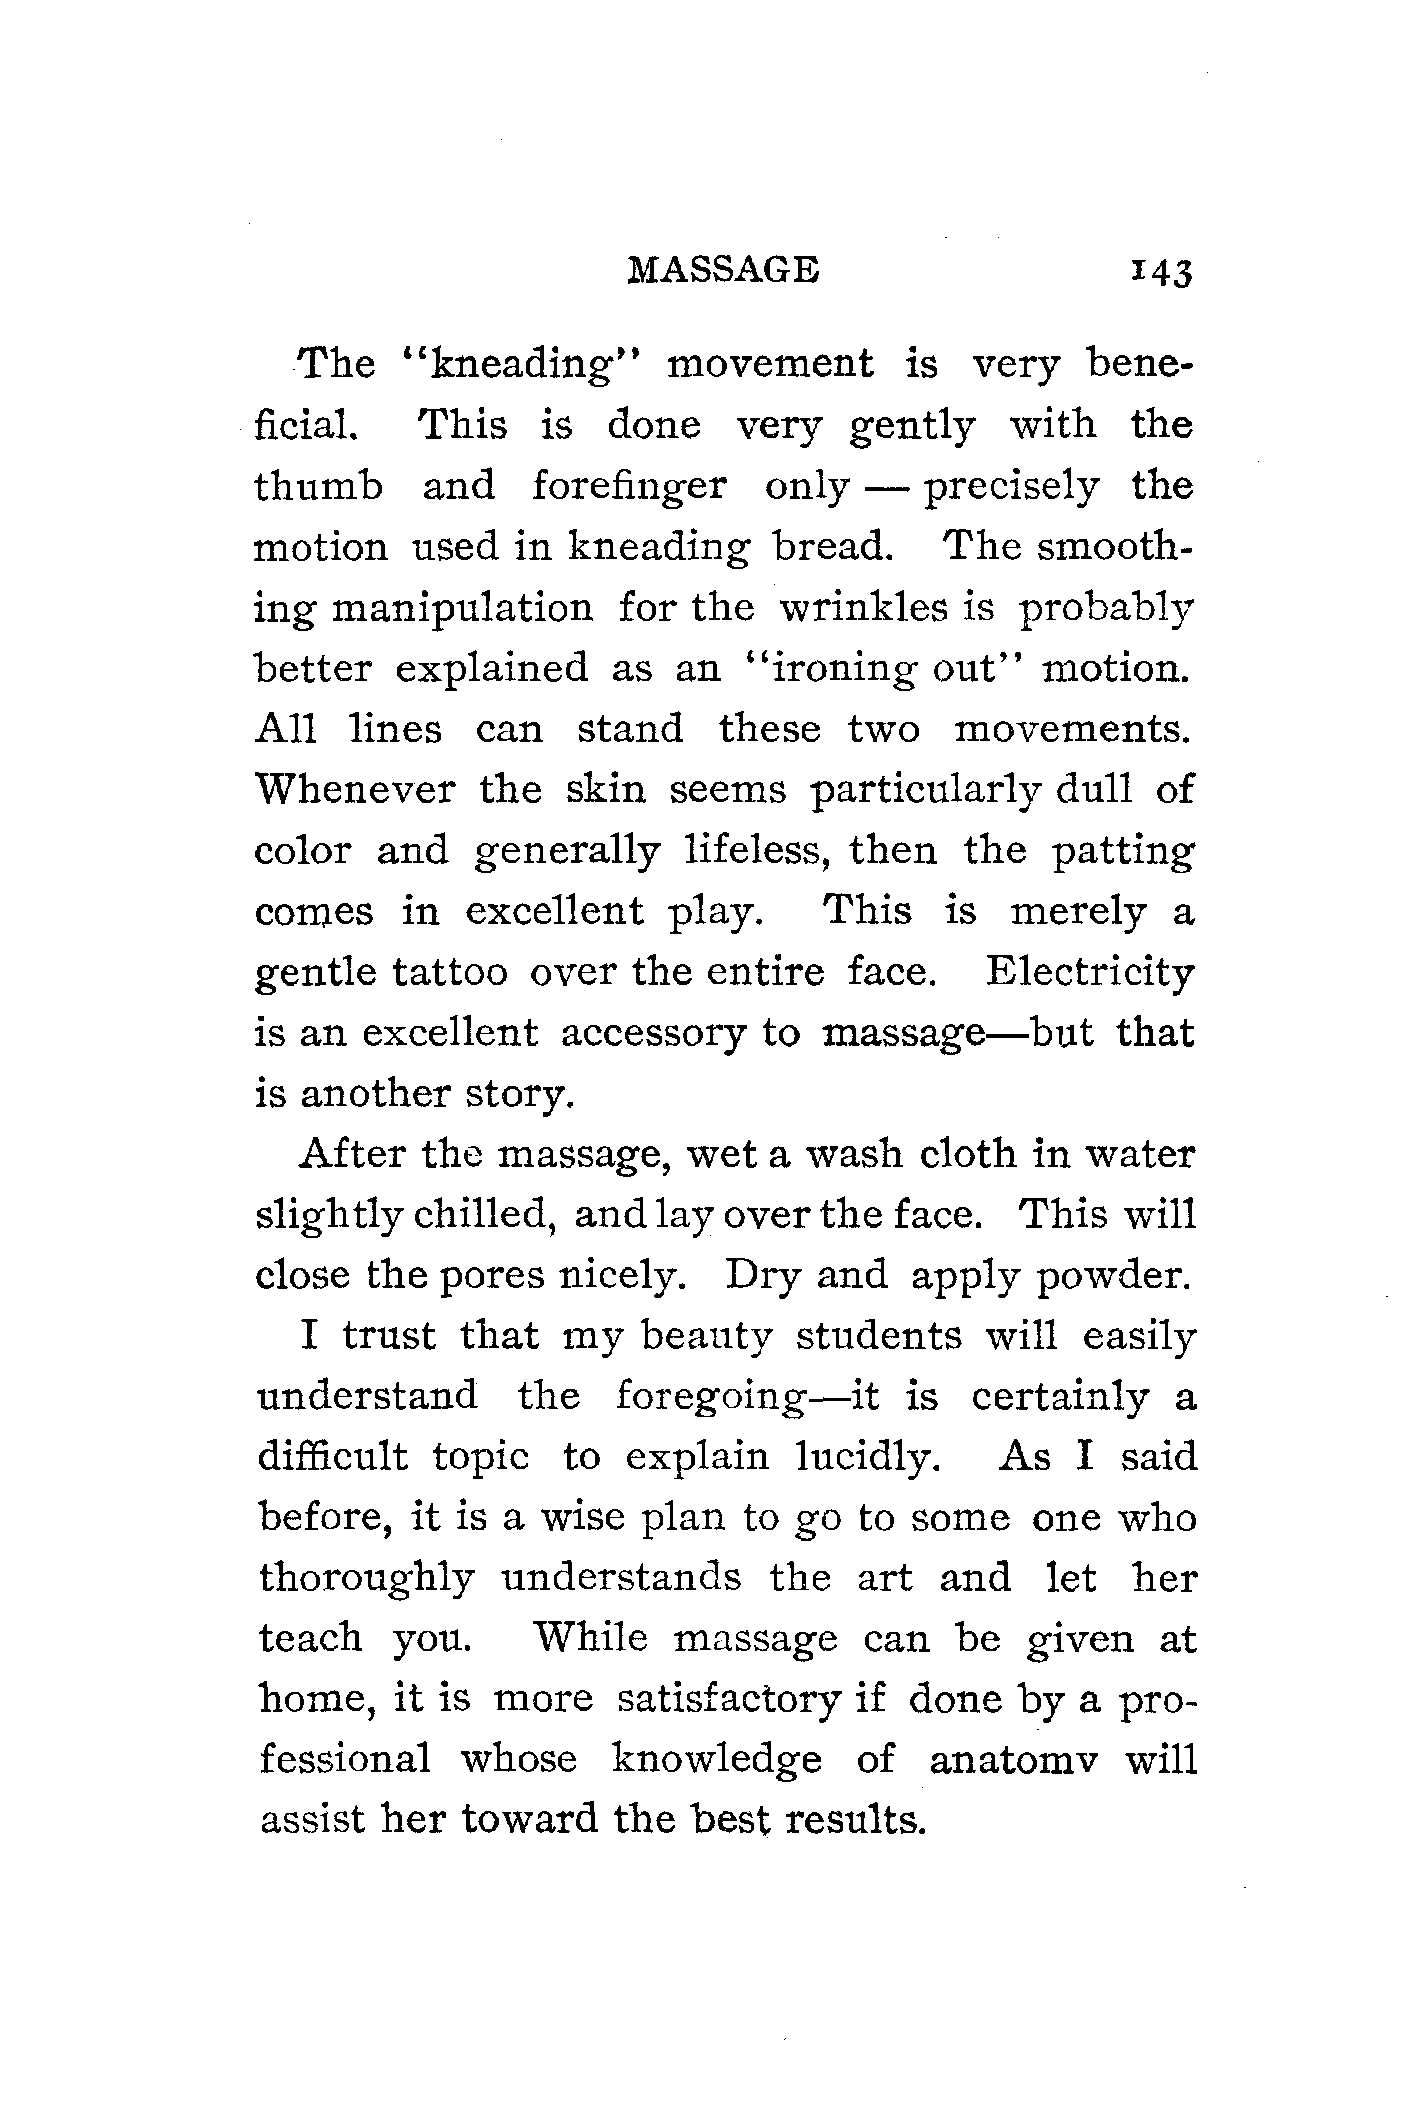 MASSAGE 143
The "kneading" movement is very bene-
ficial. This is done very gently with the
thumb and forefinger only — precisely the
motion used in kneading bread. The smooth-
ing manipulation for the wrinkles is probably
better explained as an "ironing out" motion.
All lines can stand these two movements.
Whenever the skin seems particularly dull of
color and generally lifeless, then the patting
comes in excellent play. This is merely a
gentle tattoo over the entire face. Electricity
is an excellent accessory to massage—but that
is another story.
After the massage, wet a wash cloth in water
slightly chilled, and lay over the face. This will
close the pores nicely. Dry and apply powder.
I trust that my beauty students will easily
understand the foregoing—it is certainly a
difficult topic to explain lucidly. As I said
before, it is a wise plan to go to some one who
thoroughly understands the art and let her
teach you. While massage can be given at
home, it is more satisfactory if done by a pro-
fessional whose knowledge of anatomy will
assist her toward the best results.